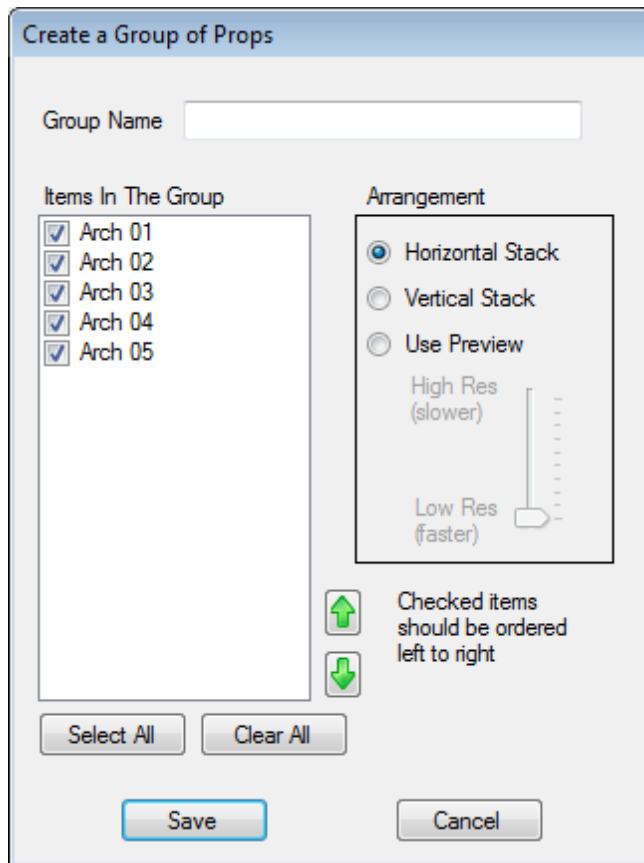 Create a Group of Props
Group Name
Items In The Group
Arch 01
Arch 02
Arch 03
Arch 04
Arch 05
Arrangement
Horizontal Stack
Vertical Stack
Use Preview
High Res
(slower)
Low Res
(faster)
Checked items
should be ordered
left to right
Select All
Clear All
Save
Cancel